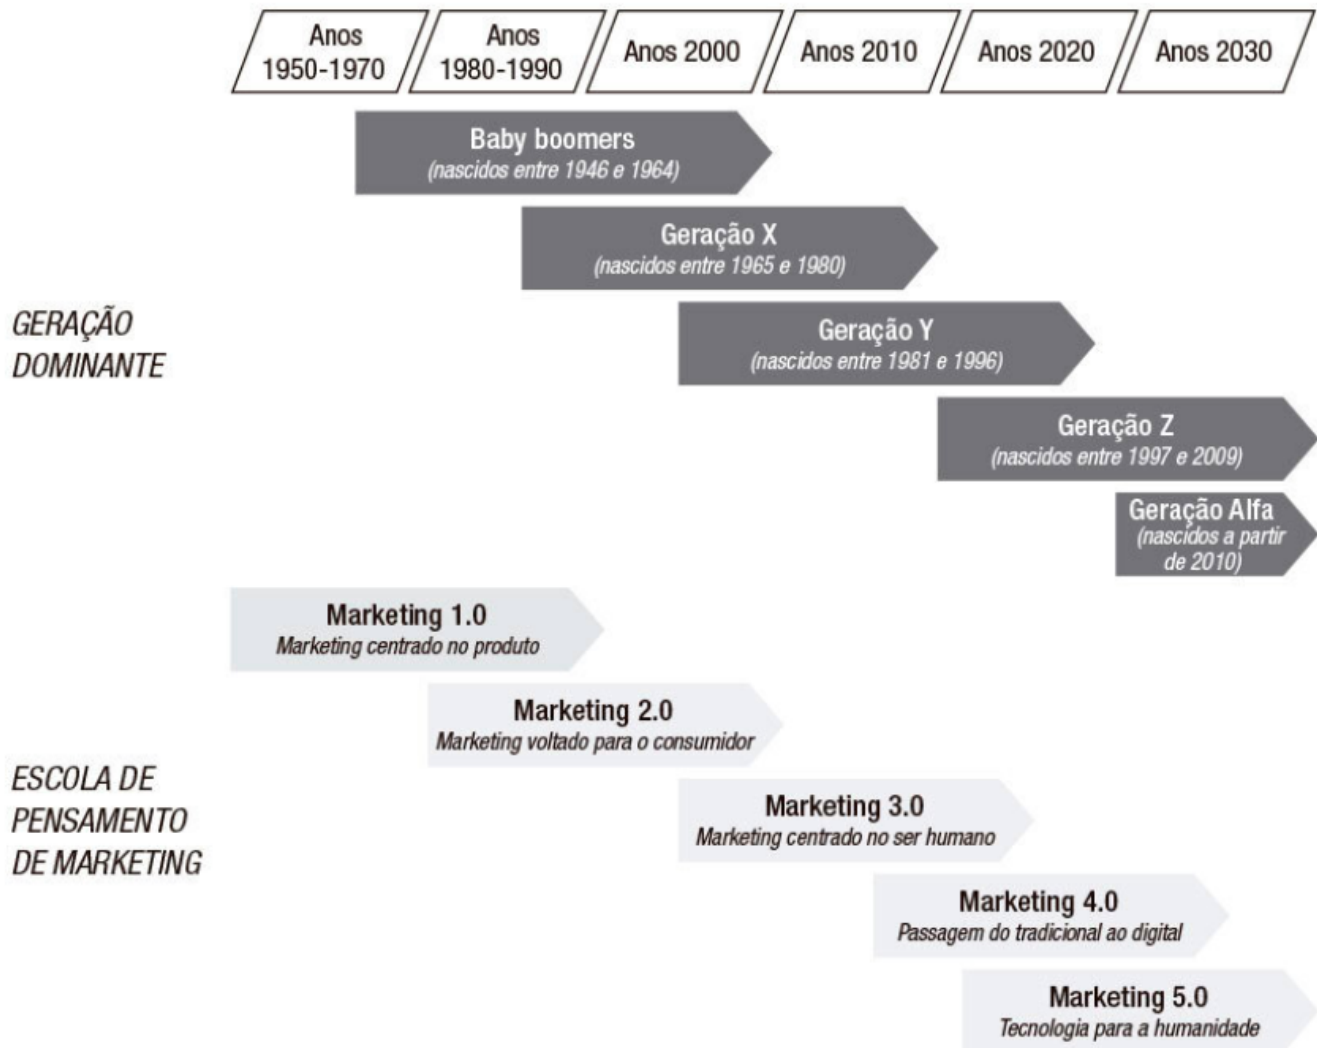 Anos
1950-1970
Anos
1980-1990
Anos 2000
Anos 2010
Anos 2020
Anos 2030
GERAÇÃO
DOMINANTE
Baby boomers
(nascidos entre 1946 e 1964)
Geração X
(nascidos entre 1965 e 1980)
Geração Y
(nascidos entre 1981 e 1996)
Geração Z
(nascidos entre 1997 e 2009)
Geração Alfa
(nascidos a partir
de 2010)
ESCOLA DE
PENSAMENTO
DE MARKETING
Marketing 1.0
Marketing centrado no produto
Marketing 2.0
Marketing voltado para o consumidor
Marketing 3.0
Marketing centrado no ser humano
Marketing 4.0
Passagem do tradicional ao digital
Marketing 5.0
Tecnologia para a humanidade